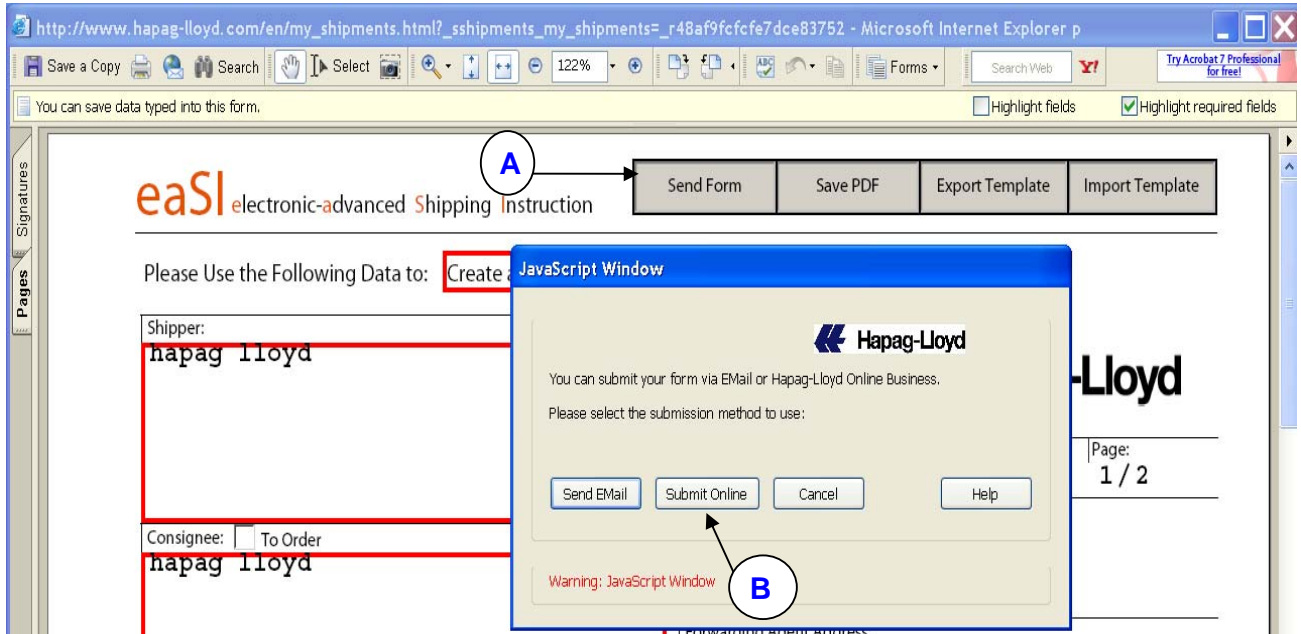 http://www.hapag-lloyd.com/en/my_shipments.html?_sshipments_my_shipments=_r48af9fcfcfe7dce83752 - Microsoft Internet Explorer p
Save a Copy Search Select 122% Forms Search Web Y! Try Acrobat 7 Professional for free!
You can save data typed into this form. Highlight fields Highlight required fields
Signatures
Pages
A
eaSI electronic-advanced Shipping Instruction
Send Form Save PDF Export Template Import Template
Please Use the Following Data to: Create a
JavaScript Window
Shipper:
hapag lloyd
Hapag-Lloyd
You can submit your form via EMail or Hapag-Lloyd Online Business.
Please select the submission method to use:
-Lloyd
Page:
1/2
Send EMail Submit Online Cancel Help
Consignee: To Order
hapag lloyd
Warning: JavaScript Window
B
Forwarding Agent Address